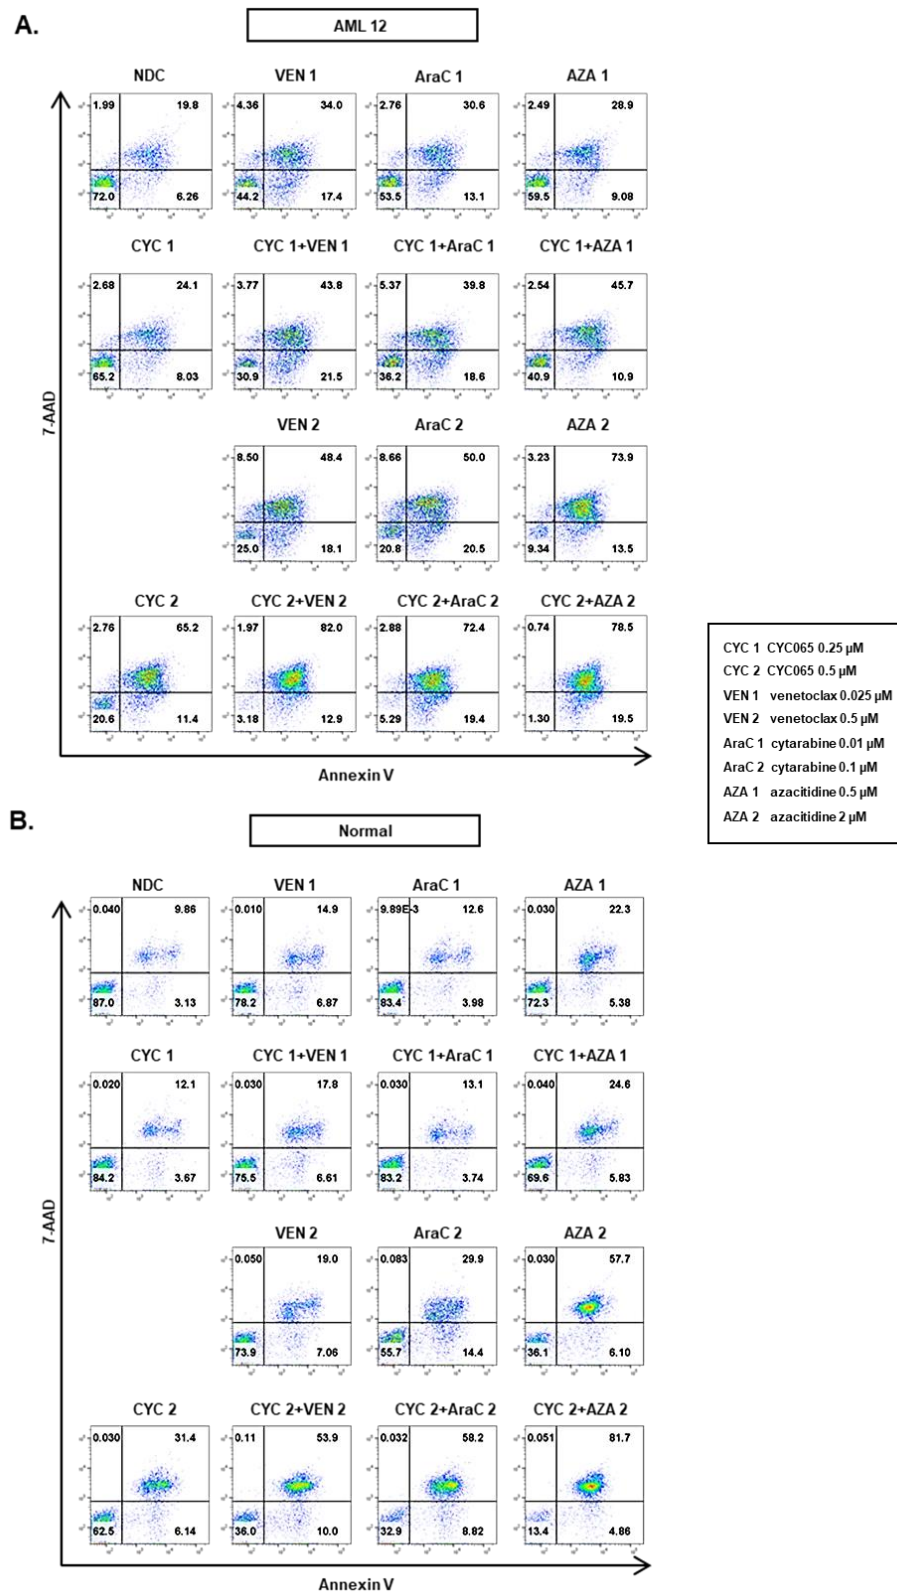 A.
AML 12
NDC VEN 1 AraC 1 AZA 1
1.99 19.8 4.36 34.0 2.76 30.6 2.49 28.9
72.0 6.26 44.2 17.4 53.5 13.1 59.5 9.08
CYC 1 CYC 1+VEN 1 CYC 1+AraC 1 CYC 1+AZA 1
2.68 24.1 3.77 43.8 5.37 39.8 2.54 45.7
65.2 8.03 30.9 21.5 36.2 18.6 40.9 10.9
7-AAD
VEN 2 AraC 2 AZA 2
8.50 48.4 8.66 50.0 3.23 73.9
25.0 18.1 20.8 20.5 9.34 13.5
CYC 2 CYC 2+VEN 2 CYC 2+AraC 2 CYC 2+AZA 2
2.76 65.2 1.97 82.0 2.88 72.4 0.74 78.5
20.6 11.4 3.18 12.9 5.29 19.4 1.30 19.5
Annexin V
CYC 1 CYC065 0.25 µM
CYC 2 CYC065 0.5 µM
VEN 1 venetoclax 0.025 µM
VEN 2 venetoclax 0.5 µM
AraC 1 cytarabine 0.01 µM
AraC 2 cytarabine 0.1 µM
AZA 1 azacitidine 0.5 µM
AZA 2 azacitidine 2 µM
B.
Normal
NDC VEN 1 AraC 1 AZA 1
0.040 9.86 0.010 14.9 9.89E-3 12.6 0.030 22.3
87.0 3.13 78.2 6.87 83.4 3.98 72.3 5.38
CYC 1 CYC 1+VEN 1 CYC 1+AraC 1 CYC 1+AZA 1
0.020 12.1 0.030 17.8 0.030 13.1 0.040 24.6
84.2 3.67 75.5 6.61 83.2 3.74 69.6 5.83
7-AAD
VEN 2 AraC 2 AZA 2
0.050 19.0 0.083 29.9 0.030 57.7
73.9 7.06 55.7 14.4 36.1 6.10
CYC 2 CYC 2+VEN 2 CYC 2+AraC 2 CYC 2+AZA 2
0.030 31.4 0.11 53.9 0.032 58.2 0.051 81.7
62.5 6.14 36.0 10.0 32.9 8.82 13.4 4.86
Annexin V